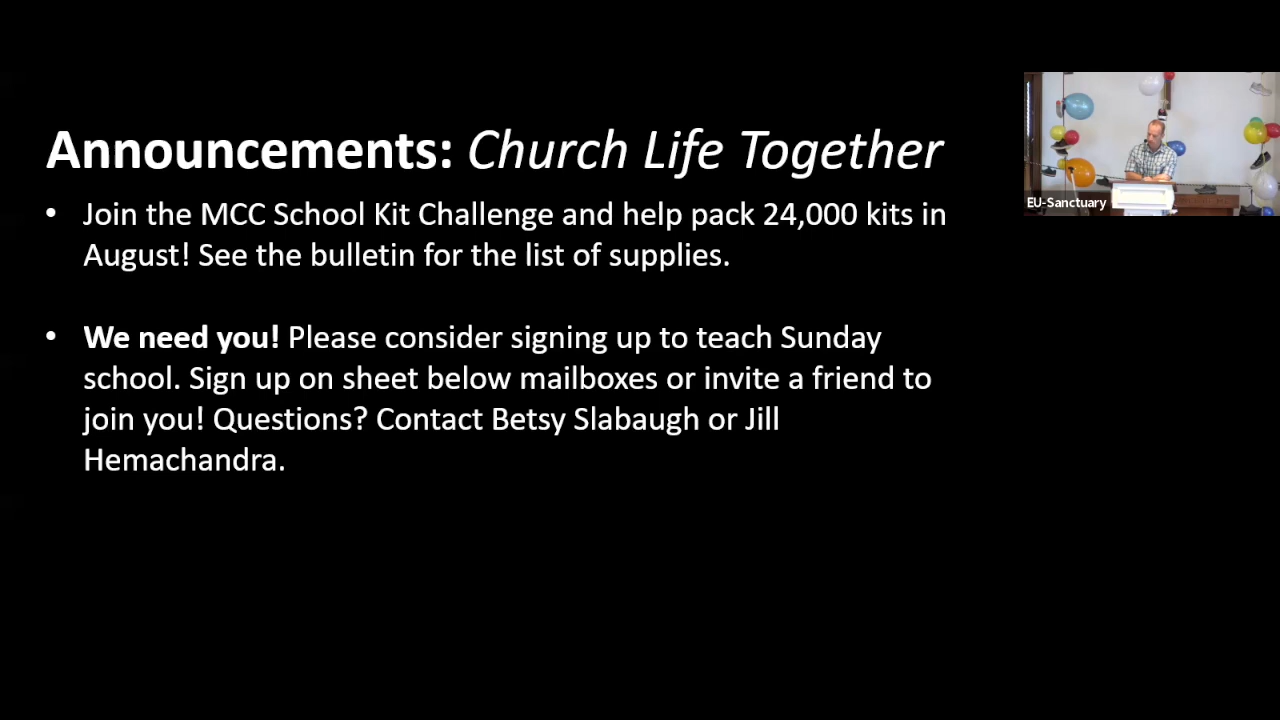 Announcements: Church Life Together
• Join the MCC School Kit Challenge and help pack 24,000 kits in
August! See the bulletin for the list of supplies.
• We need you! Please consider signing up to teach Sunday
school. Sign up on sheet below mailboxes or invite a friend to
join you! Questions? Contact Betsy Slabaugh or Jill
Hemachandra.
EU-Sanctuary